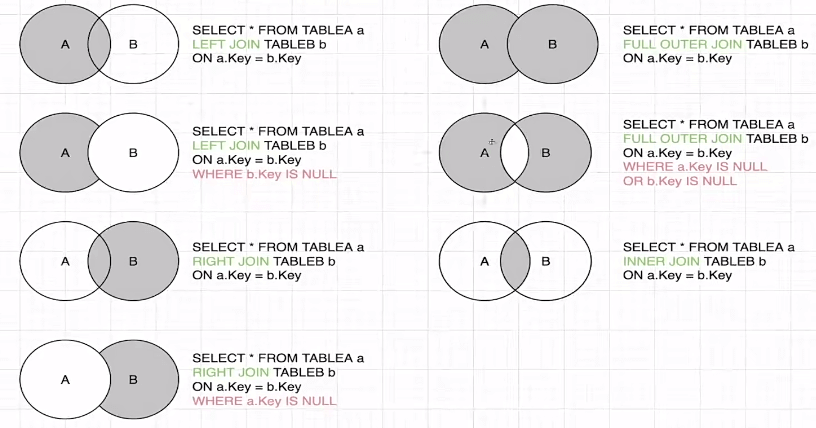 A B
SELECT * FROM TABLEA a
LEFT JOIN TABLEB b
ON a.Key = b.Key
A B
SELECT * FROM TABLEA a
LEFT JOIN TABLEB b
ON a.Key = b.Key
WHERE b.Key IS NULL
A B
SELECT * FROM TABLEA a
RIGHT JOIN TABLEB b
ON a.Key = b.Key
A B
SELECT * FROM TABLEA a
RIGHT JOIN TABLEB b
ON a.Key = b.Key
WHERE a.Key IS NULL
A B
SELECT * FROM TABLEA a
FULL OUTER JOIN TABLEB b
ON a.Key = b.Key
A B
SELECT * FROM TABLEA a
FULL OUTER JOIN TABLEB b
ON a.Key = b.Key
WHERE a.Key IS NULL
OR b.Key IS NULL
A B
SELECT * FROM TABLEA a
INNER JOIN TABLEB b
ON a.Key = b.Key